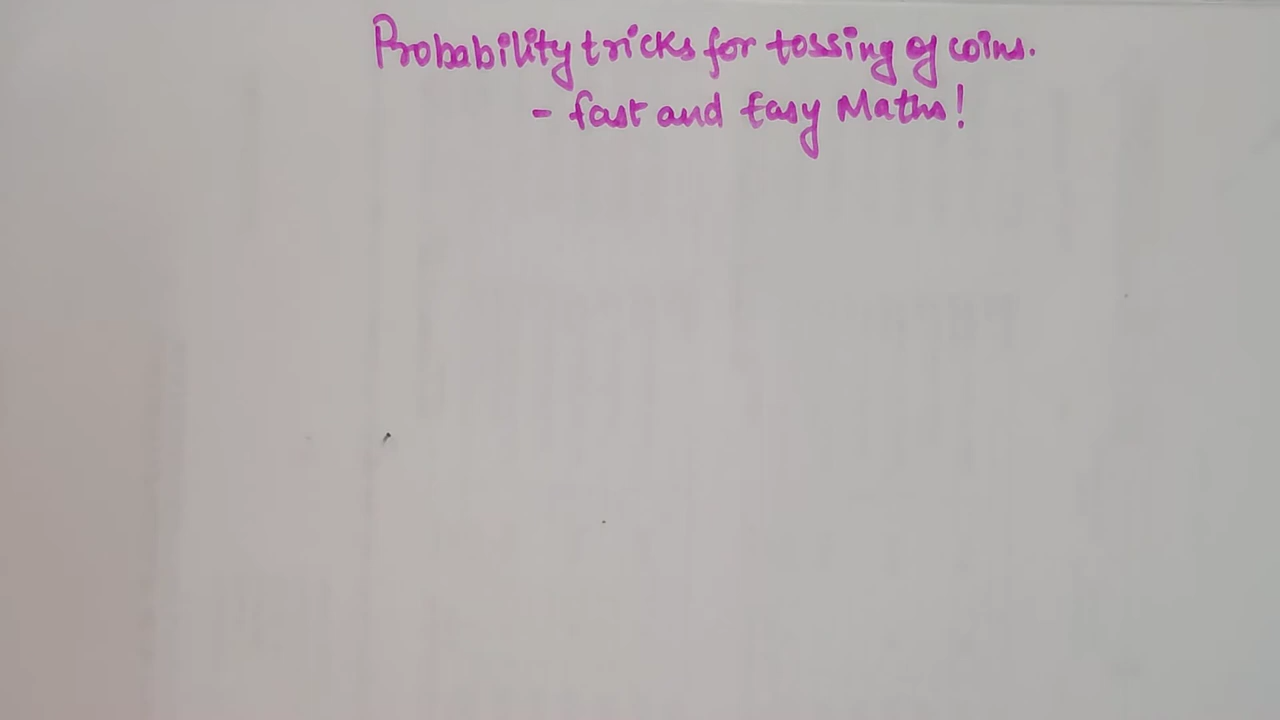 Probability tricks for tossing of coins.
- fast and Easy Maths!